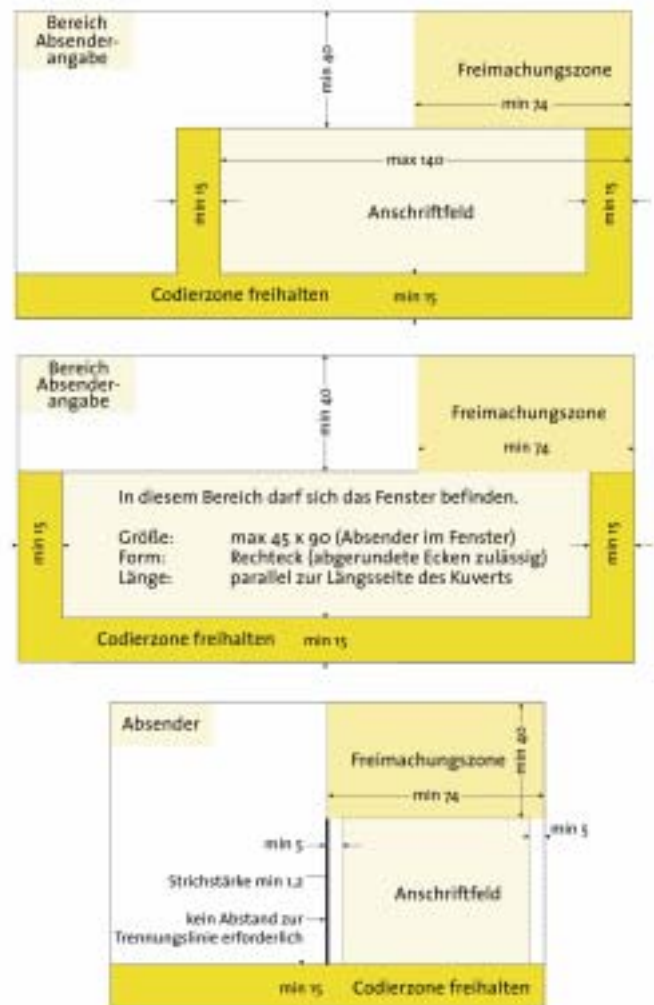 Bereich
Absender-
angabe
min 40
Freimachungszone
min 74
max 140
min 15
Anschriftfeld
min 15
Codierzone freihalten
min 15
Bereich
Absender-
angabe
min 40
Freimachungszone
min 74
In diesem Bereich darf sich das Fenster befinden.
Größe: max 45 x 90 (Absender im Fenster)
Form: Rechteck (abgerundete Ecken zulässig)
Länge: parallel zur Längsseite des Kuverts
min 15
min 15
Codierzone freihalten
min 15
Absender
min 40
Freimachungszone
min 74
min 5
min 5
Strichstärke min 1,2
Anschriftfeld
kein Abstand zur
Trennungslinie erforderlich
min 15
Codierzone freihalten